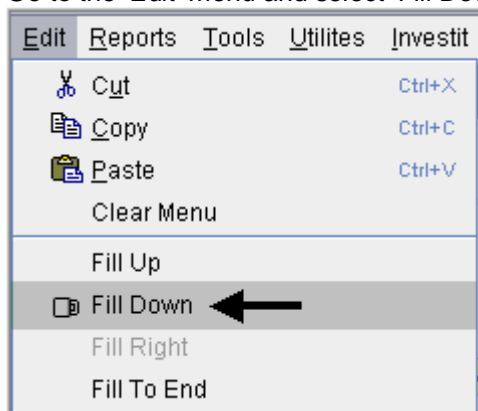 Go to the 'Edit' menu and select 'Fill Do
Edit Reports Tools Utilites Investit
Cut Ctrl+X
Copy Ctrl+C
Paste Ctrl+V
Clear Menu
Fill Up
Fill Down
Fill Right
Fill To End